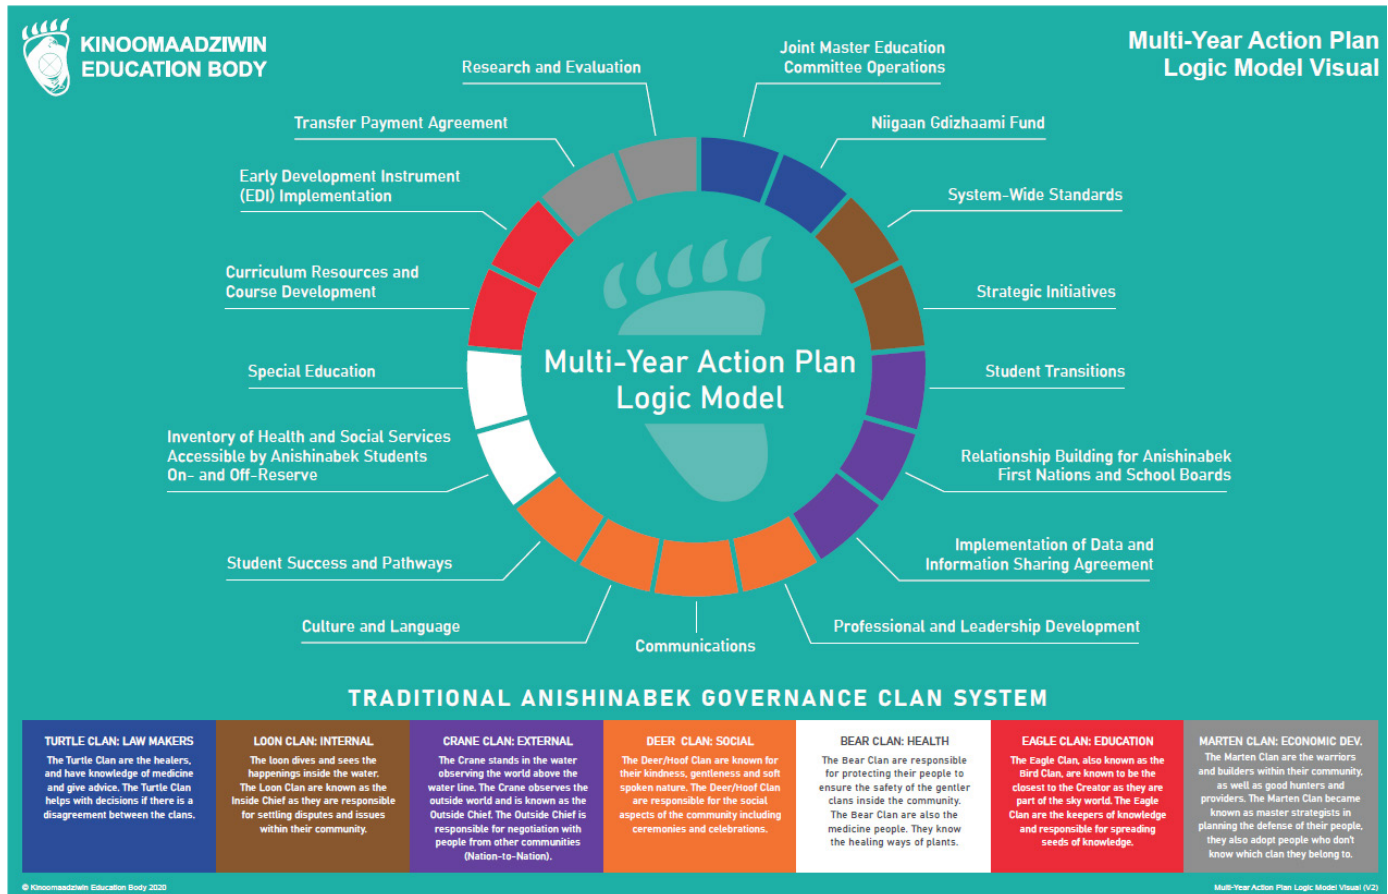 KINOOMAADZIWIN
EDUCATION BODY
Multi-Year Action Plan
Logic Model Visual
Joint Master Education
Committee Operations
Niigaan Gdizhaami Fund
System-Wide Standards
Strategic Initiatives
Student Transitions
Relationship Building for Anishinabek
First Nations and School Boards
Implementation of Data and
Information Sharing Agreement
Professional and Leadership Development
Communications
Culture and Language
Student Success and Pathways
Inventory of Health and Social Services
Accessible by Anishinabek Students
On- and Off-Reserve
Special Education
Curriculum Resources and
Course Development
Early Development Instrument
(EDI) Implementation
Transfer Payment Agreement
Research and Evaluation
Multi-Year Action Plan
Logic Model
TRADITIONAL ANISHINABEK GOVERNANCE CLAN SYSTEM
TURTLE CLAN: LAW MAKERS
The Turtle Clan are the healers,
and have knowledge of medicine
and give advice. The Turtle Clan
helps with decisions if there is a
disagreement between the clans.
LOON CLAN: INTERNAL
The loon dives and sees the
happenings inside the water.
The Loon Clan are known as the
Inside Chief as they are responsible
for settling disputes and issues
within their community.
CRANE CLAN: EXTERNAL
The Crane stands in the water
observing the world above the
water line. The Crane observes the
outside world and is known as the
Outside Chief. The Outside Chief is
responsible for negotiation with
people from other communities
(Nation-to-Nation).
DEER CLAN: SOCIAL
The Deer/Hoof Clan are known for
their kindness, gentleness and soft
spoken nature. The Deer/Hoof Clan
are responsible for the social
aspects of the community including
ceremonies and celebrations.
BEAR CLAN: HEALTH
The Bear Clan are responsible
for protecting their people to
ensure the safety of the gentler
clans inside the community.
The Bear Clan are also the
medicine people. They know
the healing ways of plants.
EAGLE CLAN: EDUCATION
The Eagle Clan, also known as the
Bird Clan, are known to be the
closest to the Creator as they are
part of the sky world. The Eagle
Clan are the keepers of knowledge
and responsible for spreading
seeds of knowledge.
MARTEN CLAN: ECONOMIC DEV.
The Marten Clan are the warriors
and builders within their community,
as well as good hunters and
providers. The Marten Clan became
known as master strategists in
planning the defense of their people,
they also adopt people who don't
know which clan they belong to.
© Kinoomaadziwin Education Body 2020
Multi-Year Action Plan Logic Model Visual (V2)